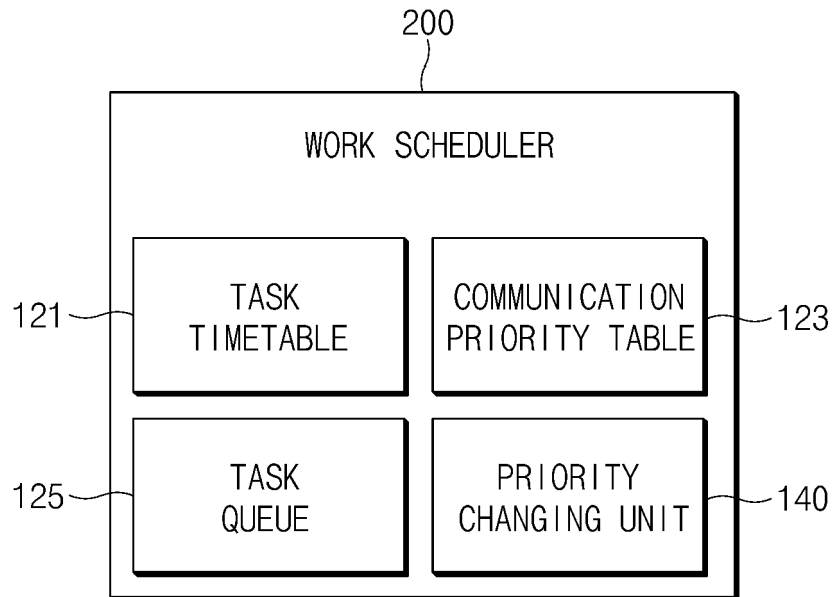 200
WORK SCHEDULER
121
TASK
TIMETABLE
COMMUNICATION
PRIORITY TABLE
123
125
TASK
QUEUE
PRIORITY
CHANGING UNIT
140